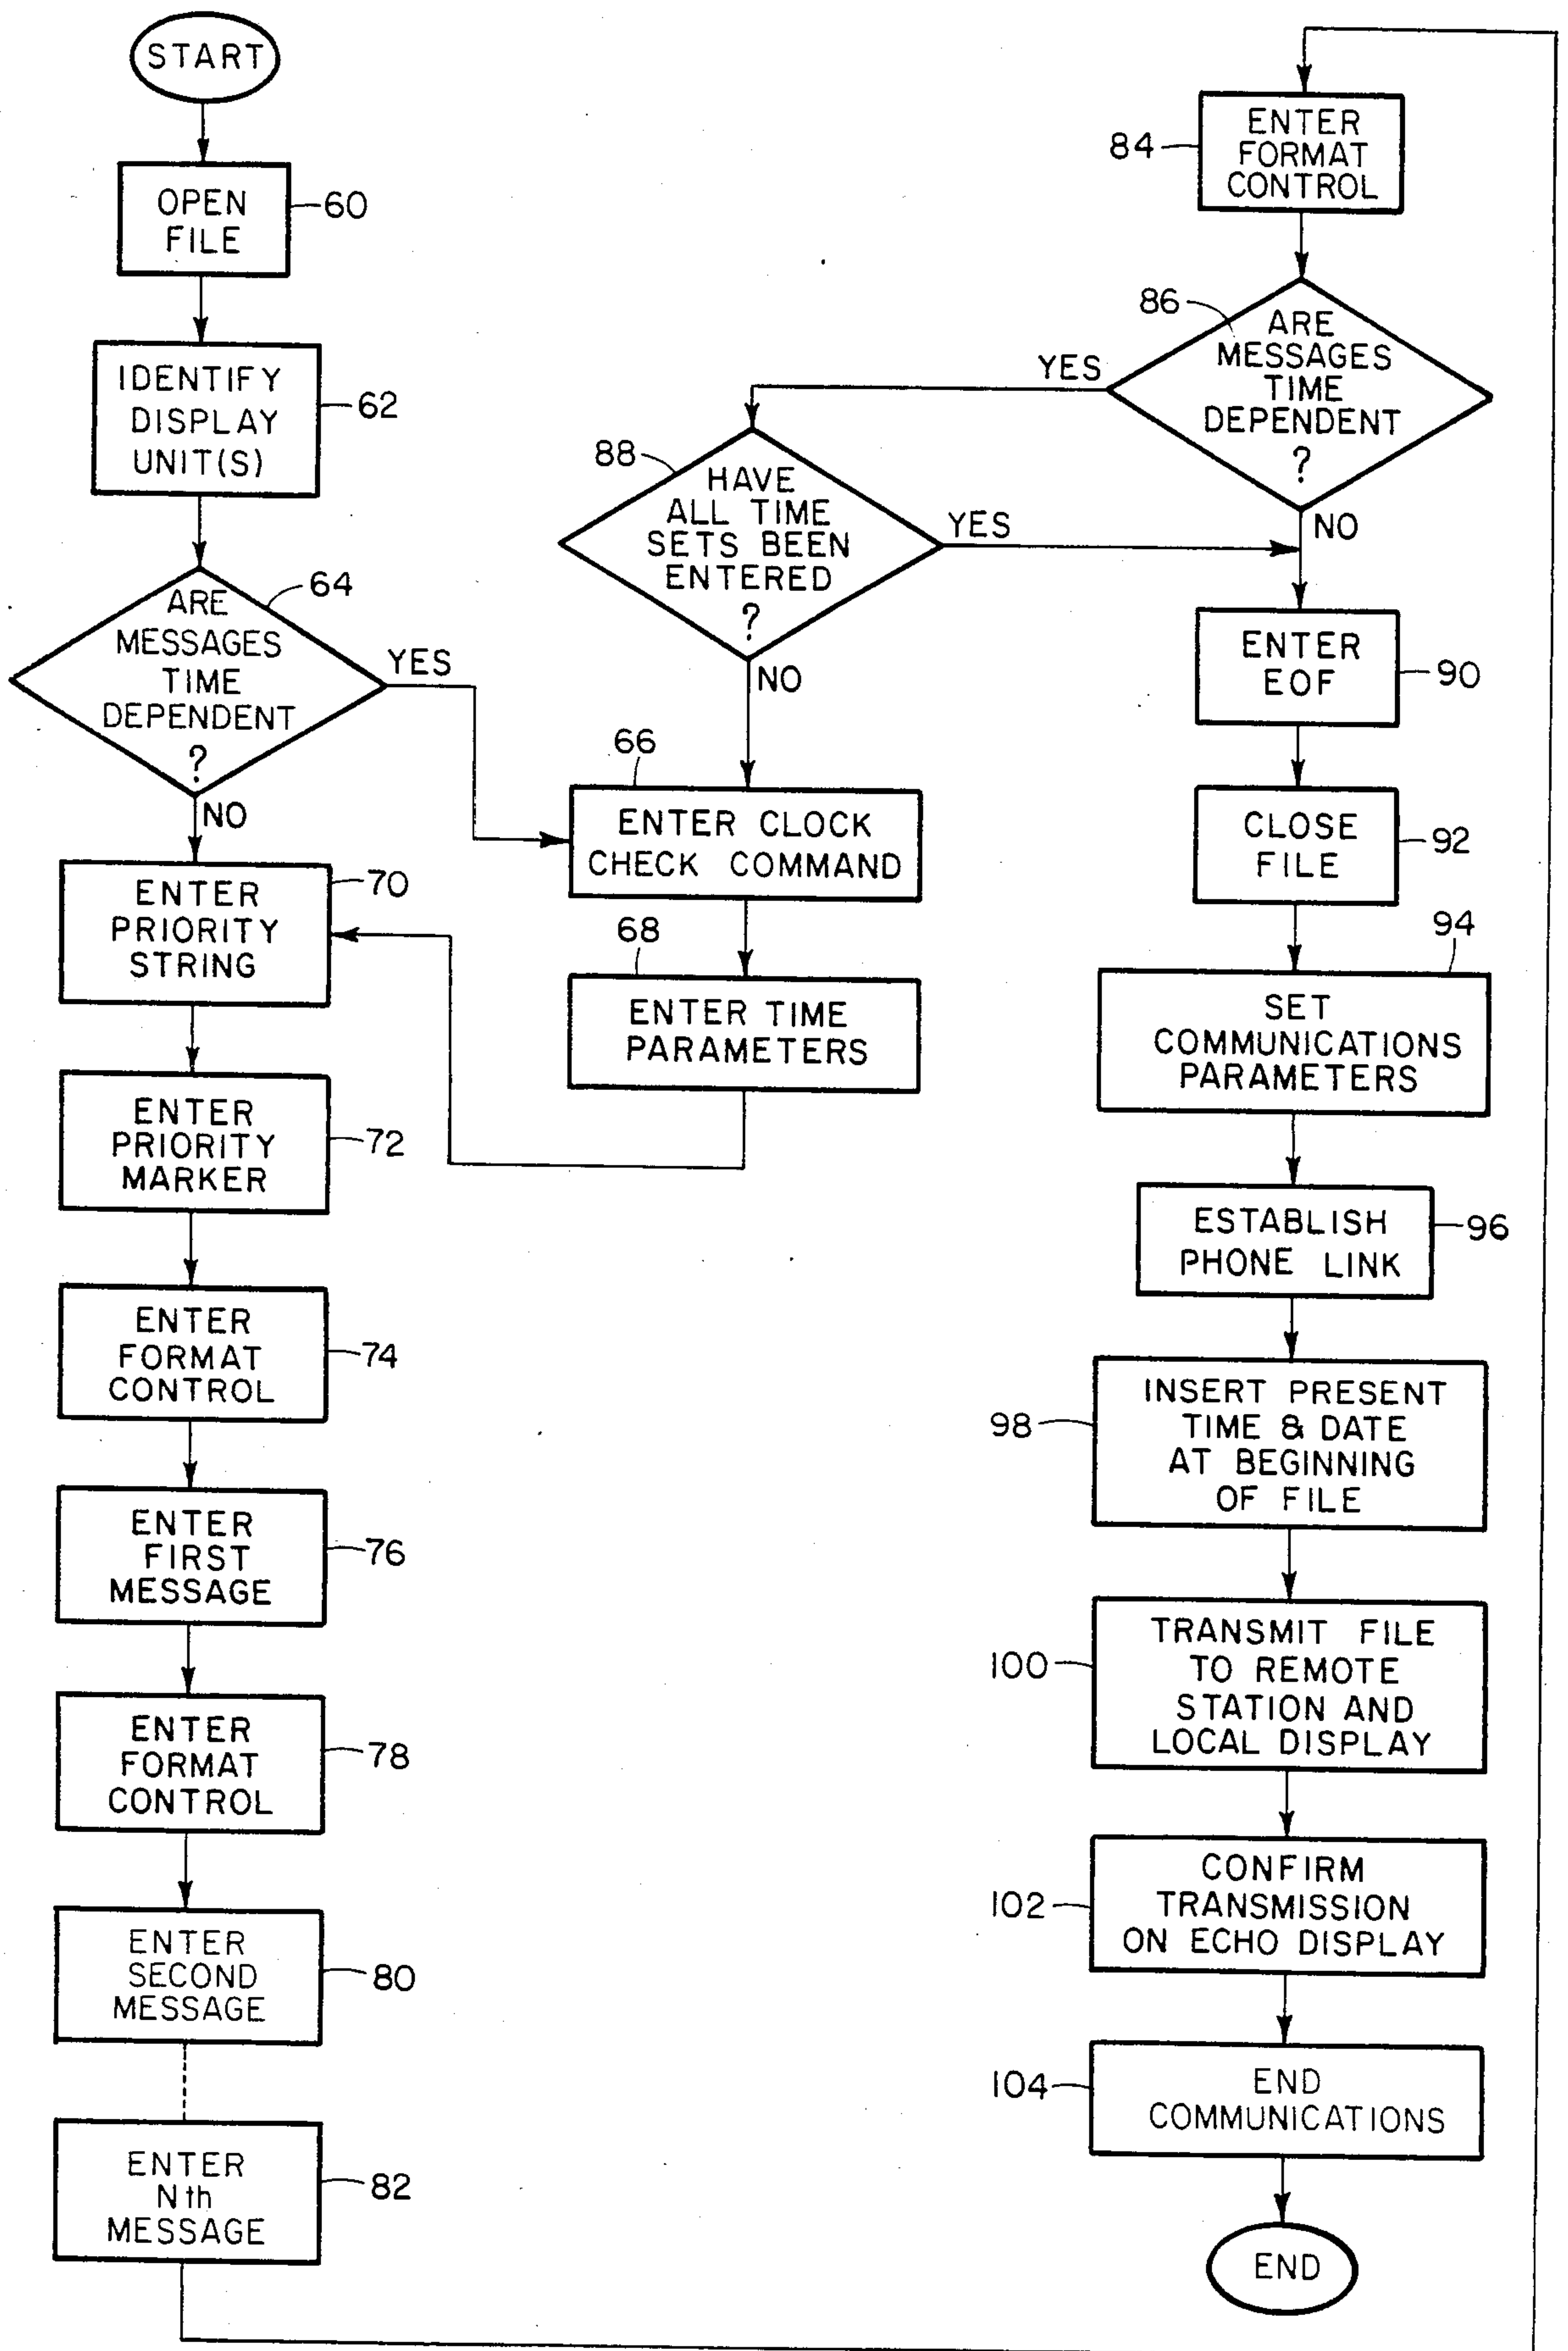 START
OPEN
FILE
60
IDENTIFY
DISPLAY
UNIT(S)
62
64
ARE
MESSAGES
TIME
DEPENDENT
?
YES
NO
70
ENTER
PRIORITY
STRING
ENTER
PRIORITY
MARKER
72
ENTER
FORMAT
CONTROL
74
ENTER
FIRST
MESSAGE
76
ENTER
FORMAT
CONTROL
78
ENTER
SECOND
MESSAGE
80
ENTER
Nth
MESSAGE
82
88
HAVE
ALL TIME
SETS BEEN
ENTERED
?
YES
NO
66
ENTER CLOCK
CHECK COMMAND
68
ENTER TIME
PARAMETERS
84
ENTER
FORMAT
CONTROL
86
ARE
MESSAGES
TIME
DEPENDENT
?
YES
NO
ENTER
EOF
90
CLOSE
FILE
92
94
SET
COMMUNICATIONS
PARAMETERS
ESTABLISH
PHONE LINK
96
98
INSERT PRESENT
TIME & DATE
AT BEGINNING
OF FILE
100
TRANSMIT FILE
TO REMOTE
STATION AND
LOCAL DISPLAY
102
CONFIRM
TRANSMISSION
ON ECHO DISPLAY
104
END
COMMUNICATIONS
END